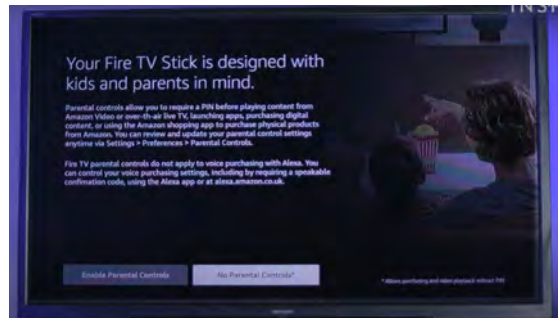 INSI
Your Fire TV Stick is designed with
kids and parents in mind.
Parental controls allow you to require a PIN before playing content from
Amazon Video or over-th-air live TV, launching apps, purchasing digital
content, or using the Amazon shopping app to purchase physical products
from Amazon. You can review and update your parental control settings
anytime via Settings > Preferences > Parental Controls.
Fire TV parental controls do not apply to voice purchasing with Alexa. You
can control your voice purchasing settings, including by requiring a speakable
confimation code, using the Alexa app or at alexa.amazon.co.uk.
Enable Parental Controls
No Parental Controls*
* Allows purchasing and video playback without PIN